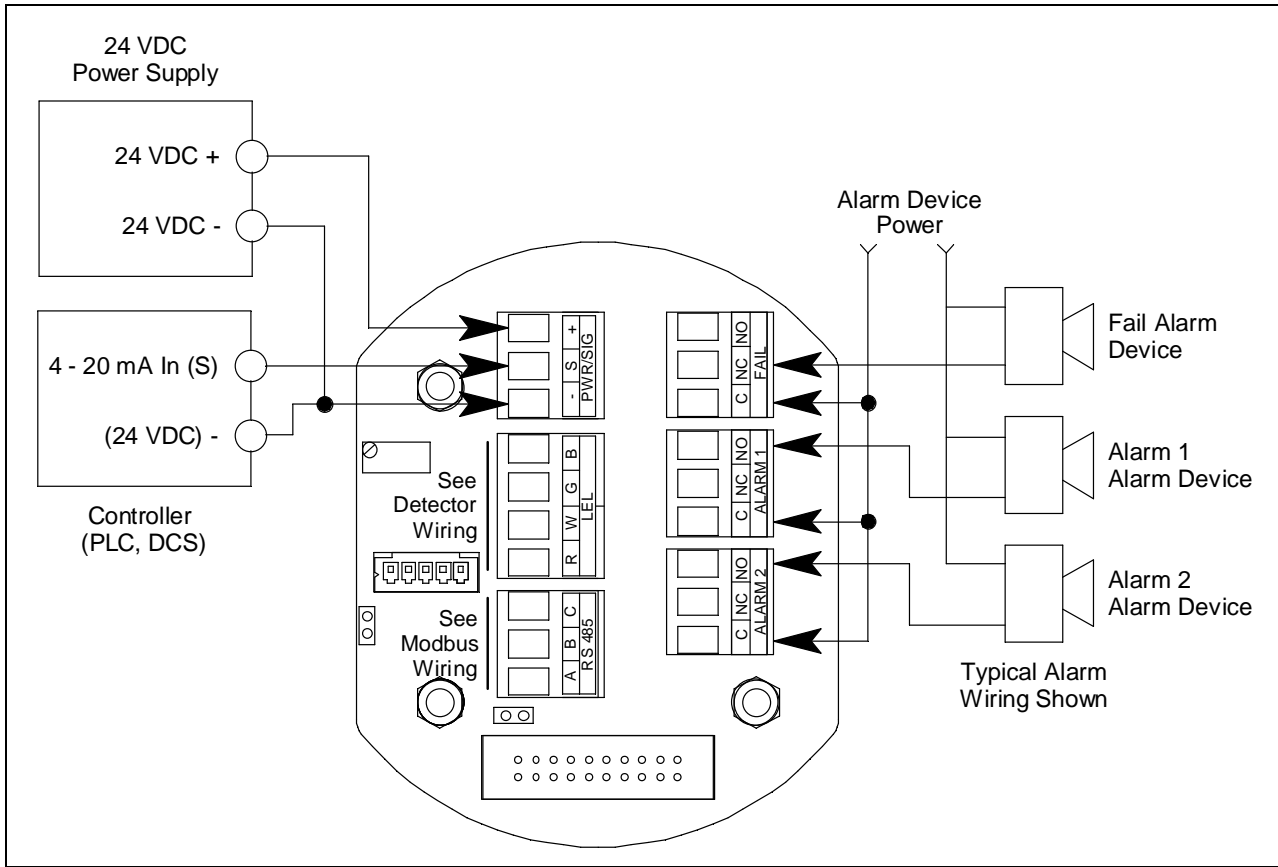 24 VDC
Power Supply
24 VDC +
24 VDC -
4 - 20 mA In (S)
(24 VDC) -
Controller
(PLC, DCS)
+
S
-
PWR/SIG
See
Detector
Wiring
B
G
W
R
LEL
See
Modbus
Wiring
C
B
A
RS 485
NO
NC
C
FAIL
NO
NC
C
ALARM 1
NO
NC
C
ALARM 2
Alarm Device
Power
Fail Alarm
Device
Alarm 1
Alarm Device
Alarm 2
Alarm Device
Typical Alarm
Wiring Shown